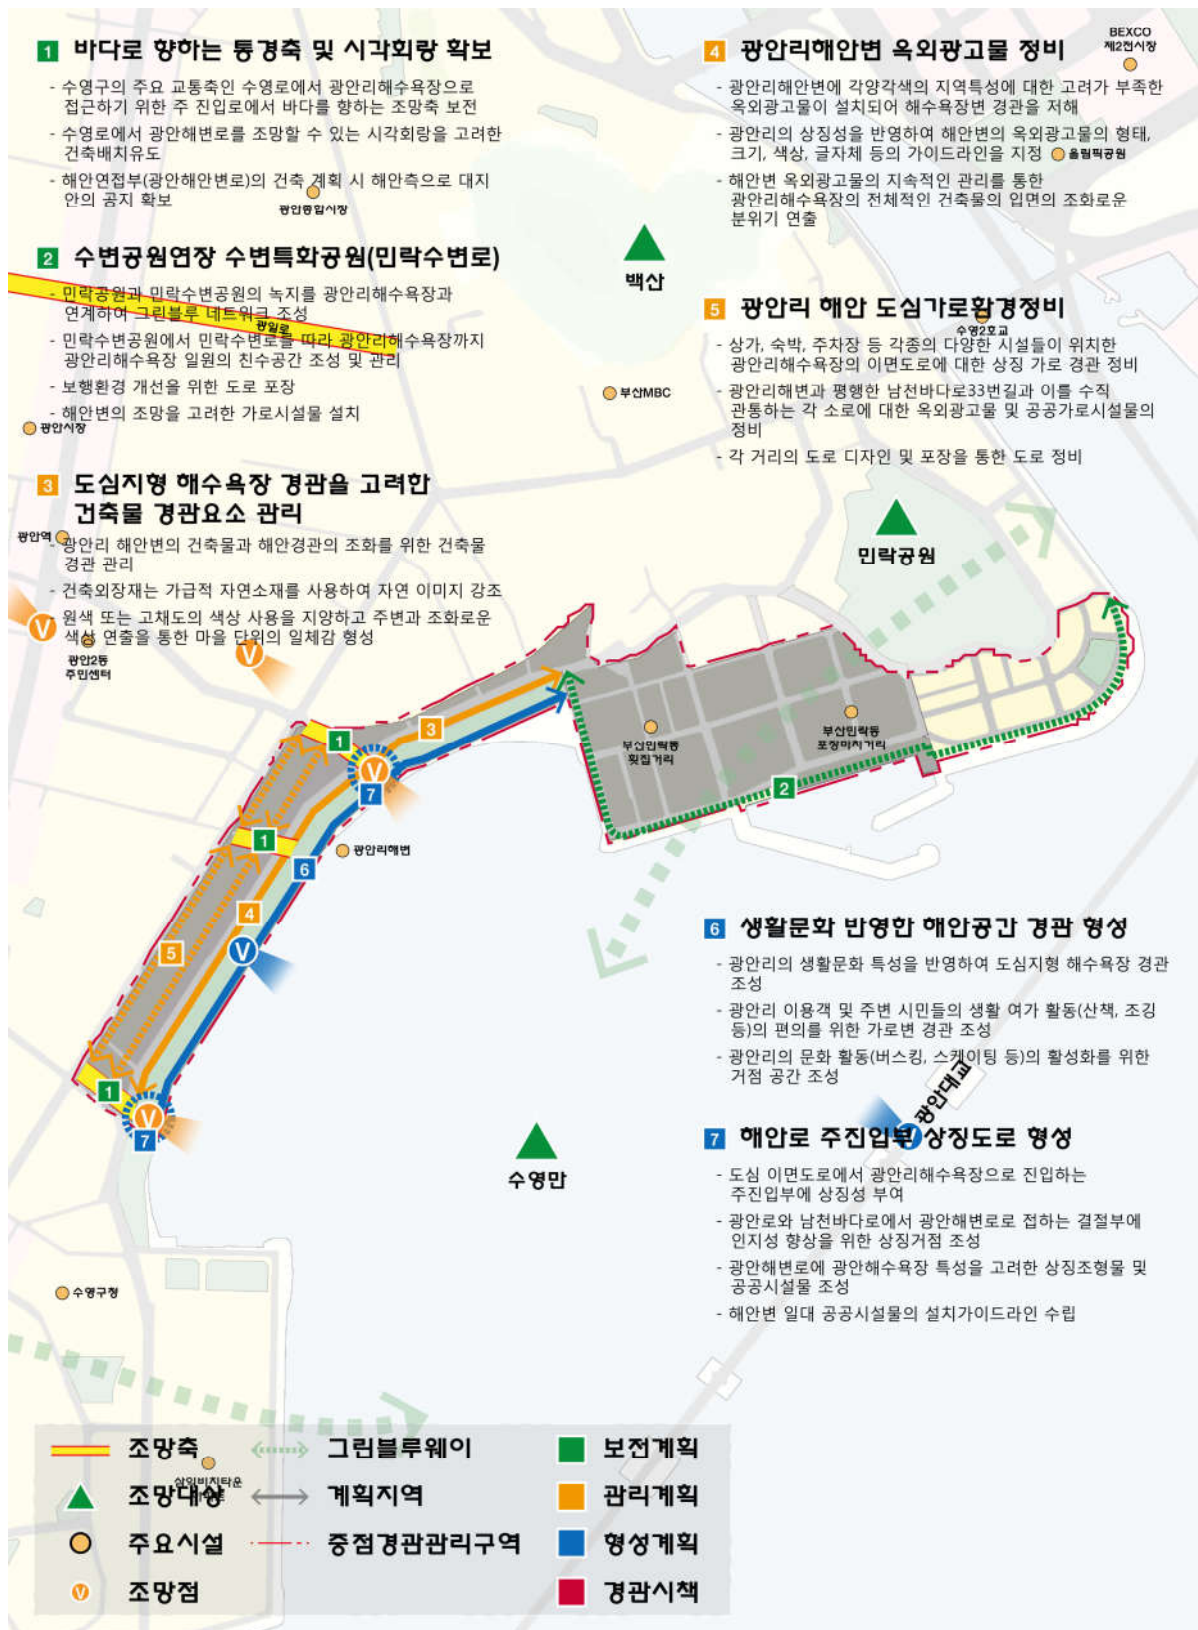 1 바다로 향하는 통경축 및 시각회랑 확보
- 수영구의 주요 교통축인 수영로에서 광안리해수욕장으로
접근하기 위한 주 진입로에서 바다를 향하는 조망축 보전
- 수영로에서 광안해변로를 조망할 수 있는 시각회랑을 고려한
건축배치유도
- 해안연접부(광안해변로)의 건축 계획 시 해안측으로 대지
안의 공지 확보
광안종합시장
2 수변공원연장 수변특화공원(민락수변로)
- 민락공원과 민락수변공원의 녹지를 광안리해수욕장과
연계하여 그린블루 네트워크 조성
광일로
- 민락수변공원에서 민락수변로를 따라 광안리해수욕장까지
광안리해수욕장 일원의 친수공간 조성 및 관리
- 보행환경 개선을 위한 도로 포장
- 해안변의 조망을 고려한 가로시설물 설치
광안시장
3 도심지형 해수욕장 경관을 고려한
건축물 경관요소 관리
광안역
- 광안리 해안변의 건축물과 해안경관의 조화를 위한 건축물
경관 관리
- 건축외장재는 가급적 자연소재를 사용하여 자연 이미지 강조
- 원색 또는 고채도의 색상 사용을 지양하고 주변과 조화로운
색상 연출을 통한 마을 단위의 일체감 형성
V
V
광안2동
주민센터
BEXCO
제2전시장
4 광안리해안변 옥외광고물 정비
- 광안리해안변에 각양각색의 지역특성에 대한 고려가 부족한
옥외광고물이 설치되어 해수욕장변 경관을 저해
- 광안리의 상징성을 반영하여 해안변의 옥외광고물의 형태,
크기, 색상, 글자체 등의 가이드라인을 지정
올림픽공원
- 해안변 옥외광고물의 지속적인 관리를 통한
광안리해수욕장의 전체적인 건축물의 입면의 조화로운
분위기 연출
백산
5 광안리 해안 도심가로환경정비
수영2호교
- 상가, 숙박, 주차장 등 각종의 다양한 시설들이 위치한
광안리해수욕장의 이면도로에 대한 상징 가로 경관 정비
부산MBC
- 광안리해변과 평행한 남천바다로33번길과 이를 수직
관통하는 각 소로에 대한 옥외광고물 및 공공가로시설물의
정비
- 각 거리의 도로 디자인 및 포장을 통한 도로 정비
민락공원
3
1
V
7
부산민락동
횟집거리
부산민락동
포장마차거리
2
1
광안리해변
6
4
V
5
1
V
7
6 생활문화 반영한 해안공간 경관 형성
- 광안리의 생활문화 특성을 반영하여 도심지형 해수욕장 경관
조성
- 광안리 이용객 및 주변 시민들의 생활 여가 활동(산책, 조깅
등)의 편의를 위한 가로변 경관 조성
- 광안리의 문화 활동(버스킹, 스케이팅 등)의 활성화를 위한
거점 공간 조성
광안대교
V
7 해안로 주진입부 상징도로 형성
- 도심 이면도로에서 광안리해수욕장으로 진입하는
주진입부에 상징성 부여
- 광안로와 남천바다로에서 광안해변로로 접하는 결절부에
인지성 향상을 위한 상징거점 조성
- 광안해변로에 광안해수욕장 특성을 고려한 상징조형물 및
공공시설물 조성
- 해안변 일대 공공시설물의 설치가이드라인 수립
수영만
수영구청
조망축
그린블루웨이
보전계획
삼익비치타운
조망대상
계획지역
관리계획
주요시설
중점경관관리구역
형성계획
V
조망점
경관시책